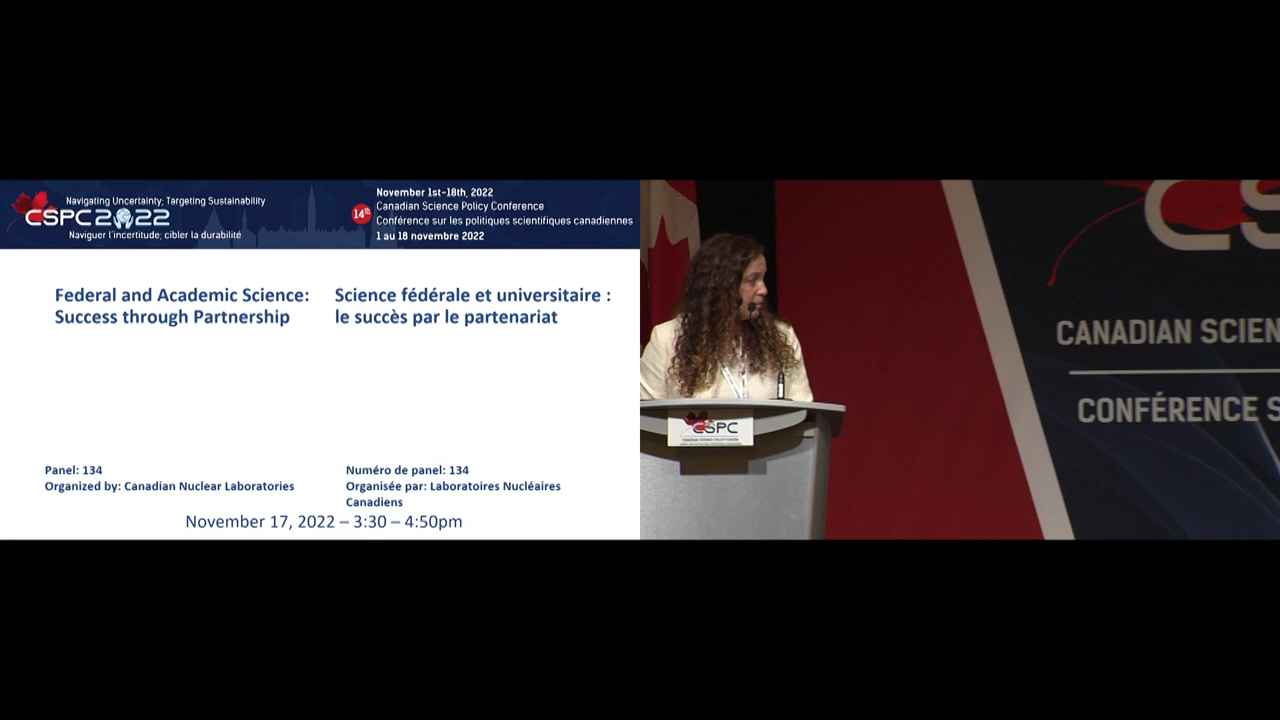 Navigating Uncertainty; Targeting Sustainability
CSPC 2022
Naviguer l'incertitude; cibler la durabilité
14th
November 1st-18th, 2022
Canadian Science Policy Conference
Conférence sur les politiques scientifiques canadiennes
1 au 18 novembre 2022
Federal and Academic Science:
Success through Partnership
Science fédérale et universitaire :
le succès par le partenariat
Panel: 134
Organized by: Canadian Nuclear Laboratories
Numéro de panel: 134
Organisée par: Laboratoires Nucléaires
Canadiens
November 17, 2022 – 3:30 – 4:50pm
CSPC
CS
CANADIAN SCIEN
CONFÉRENCE S